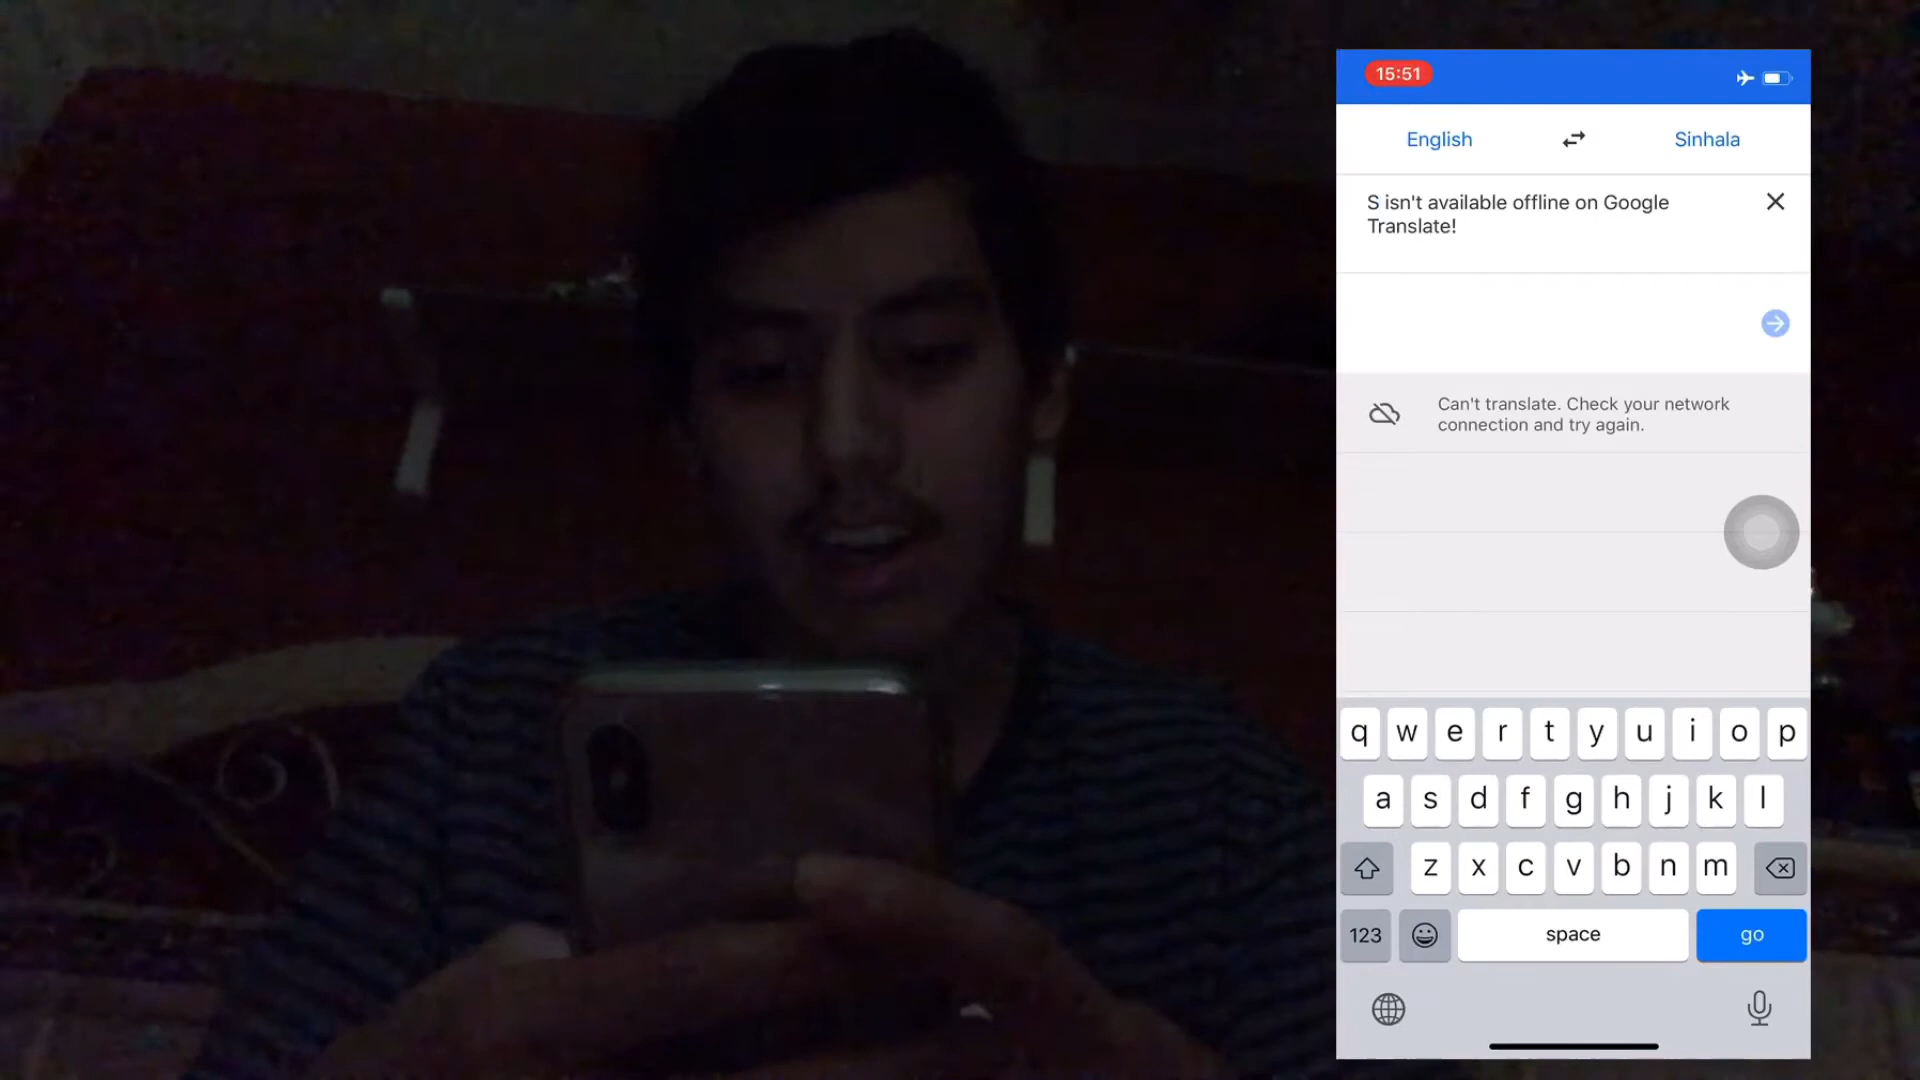 15:51
English
Sinhala
S isn't available offline on Google
Translate!
Can't translate. Check your network
connection and try again.
q w e r t y u i o p
a s d f g h j k l
z x c v b n m
123
space
go